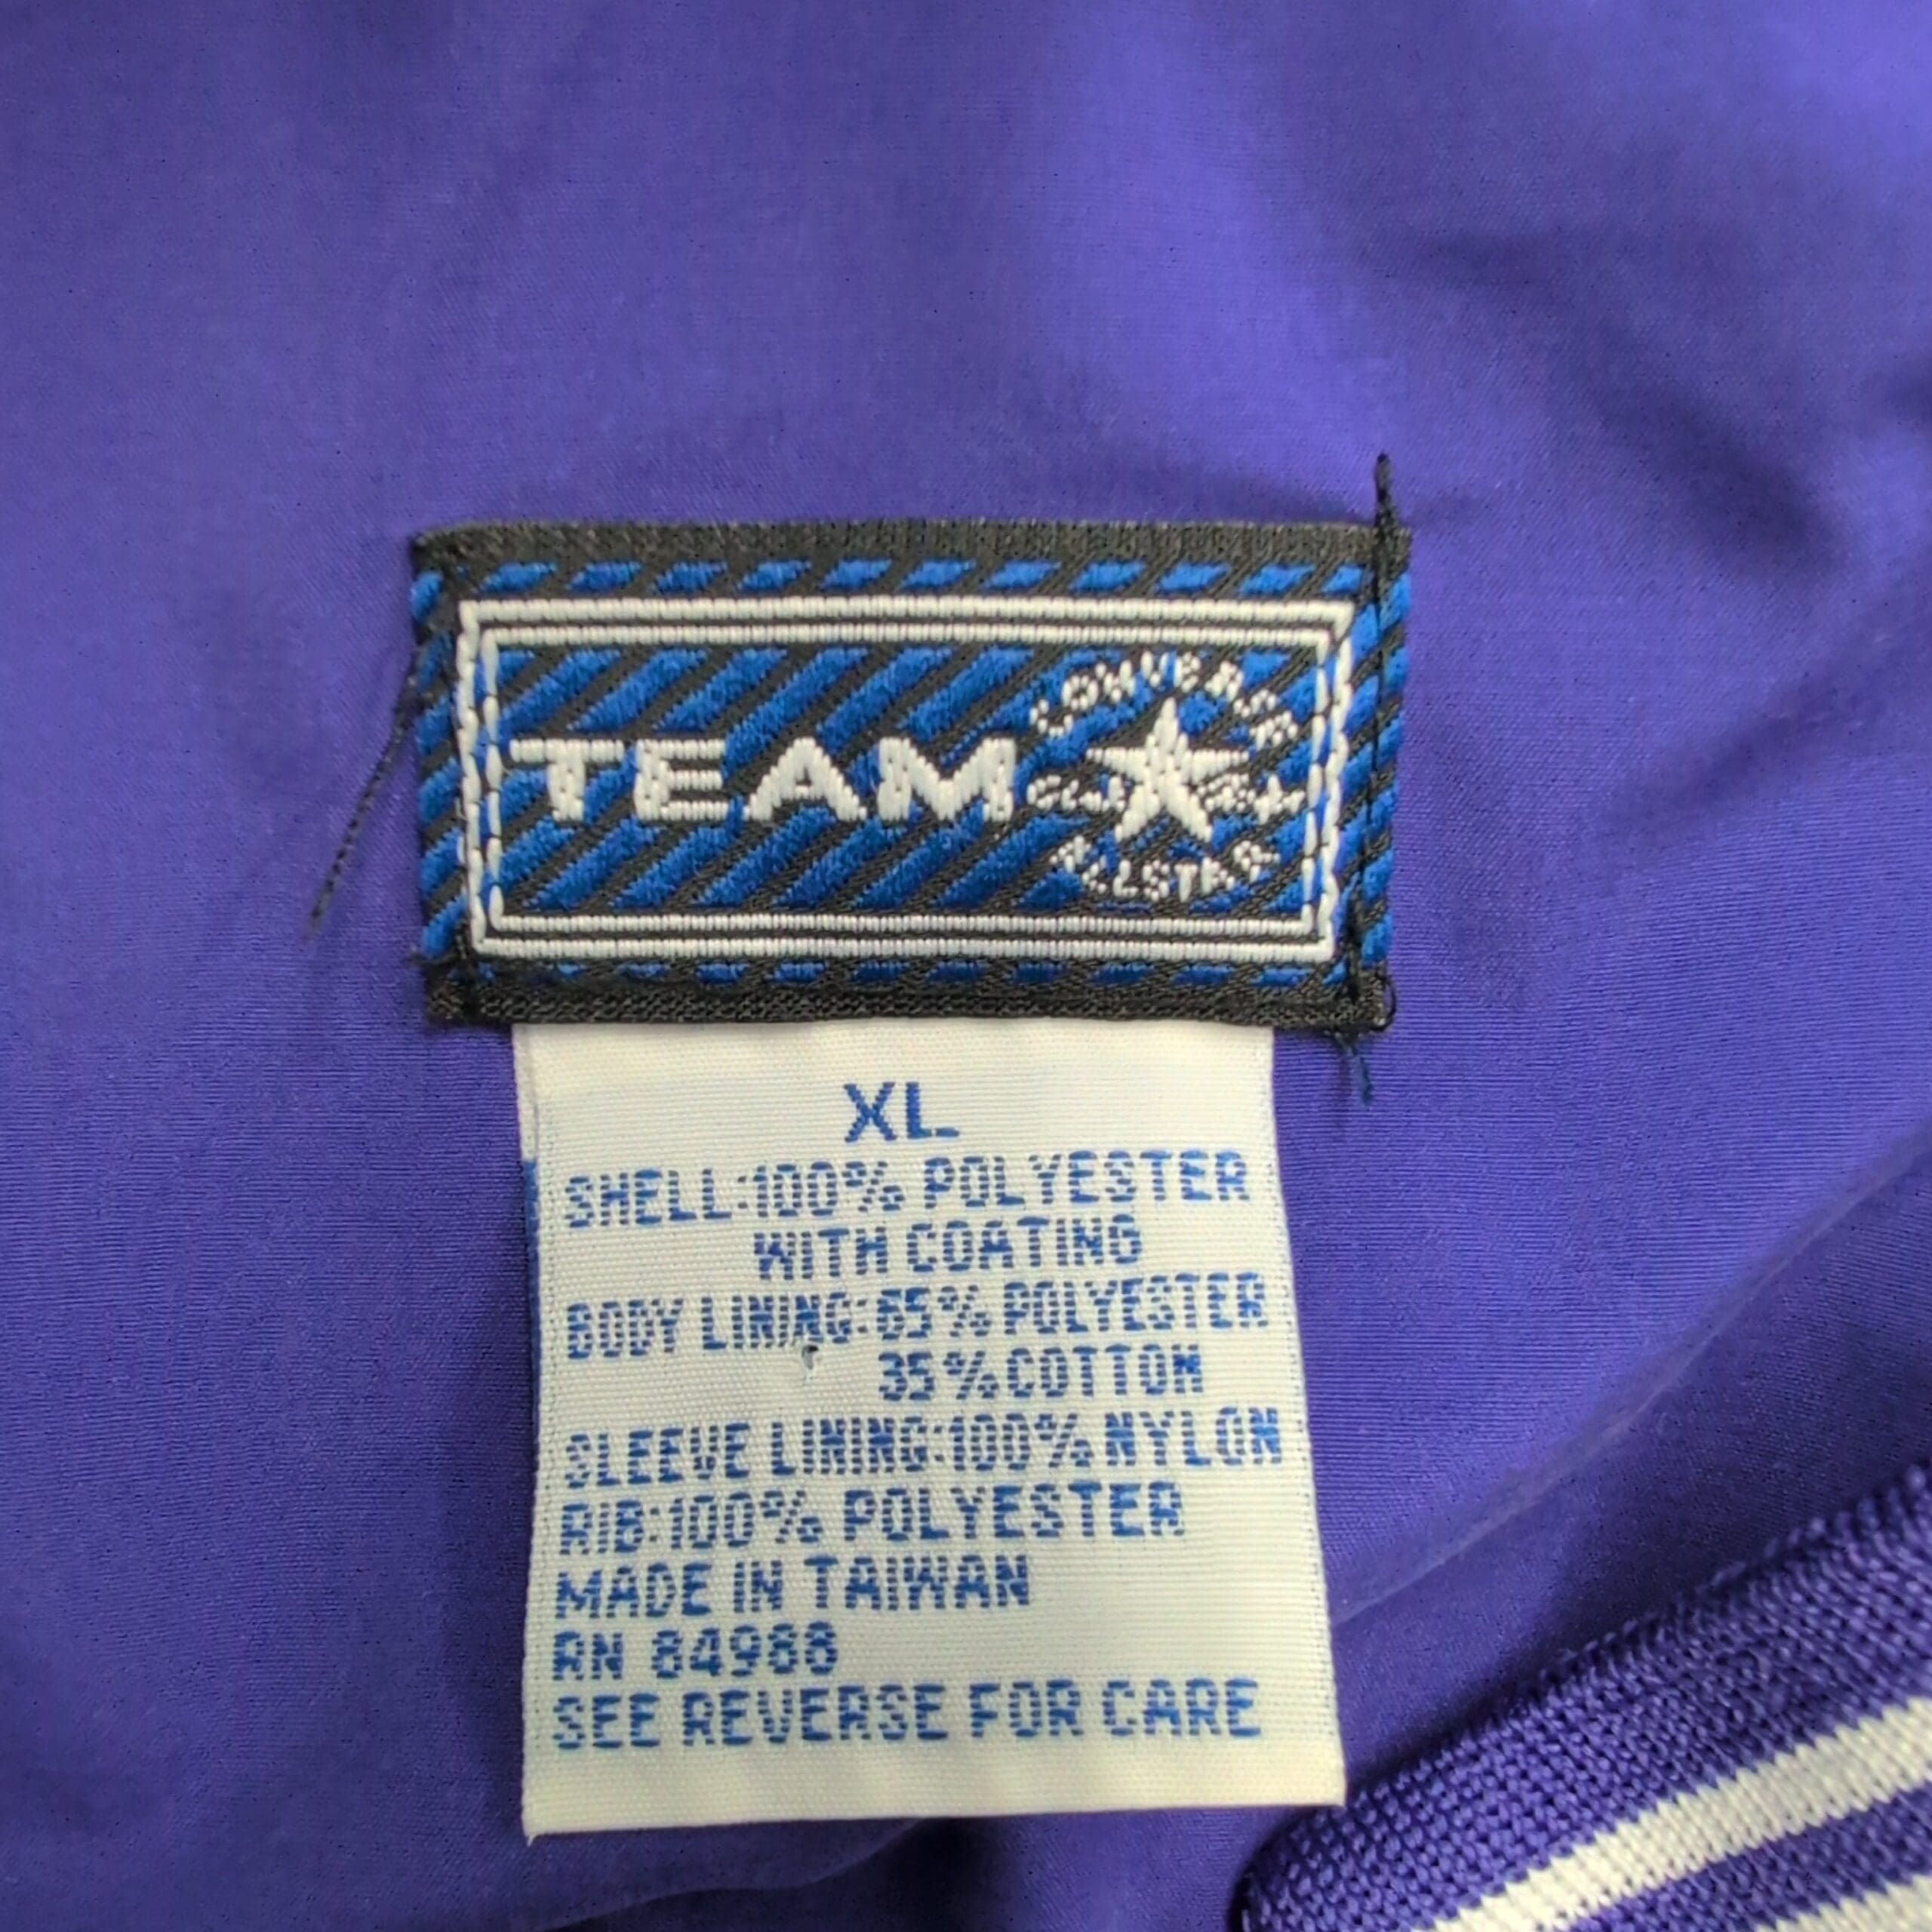 TEAM
CONVERSE
ALL STAR
XL
SHELL:100% POLYESTER
WITH COATING
BODY LINING:65% POLYESTER
35% COTTON
SLEEVE LINING:100% NYLON
RIB:100% POLYESTER
MADE IN TAIWAN
RN 84988
SEE REVERSE FOR CARE